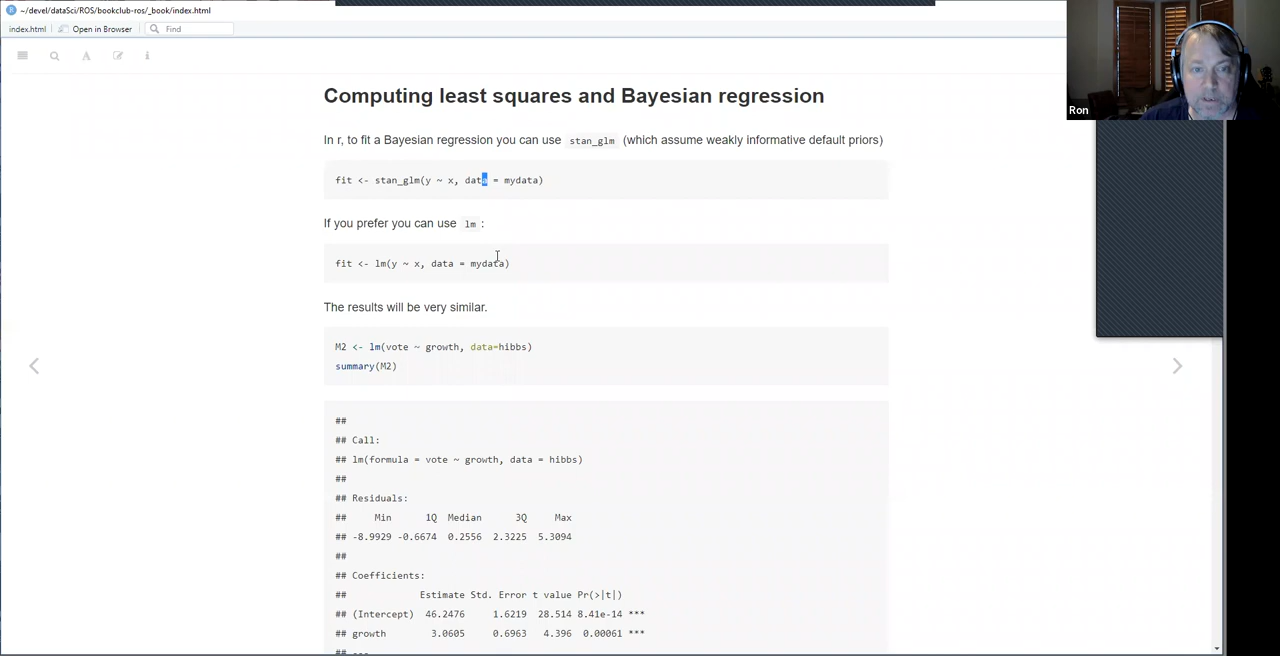 ~/devel/dataSci/ROS/bookclub-ros/_book/index.html
index.html Open in Browser Find
Ron
Computing least squares and Bayesian regression
In r, to fit a Bayesian regression you can use stan_glm (which assume weakly informative default priors)
fit <- stan_glm(y ~ x, data = mydata)
If you prefer you can use lm :
fit <- lm(y ~ x, data = mydata)
The results will be very similar.
M2 <- lm(vote ~ growth, data=hibbs)
summary(M2)
##
## Call:
## lm(formula = vote ~ growth, data = hibbs)
##
## Residuals:
##     Min      1Q  Median      3Q     Max
## -8.9929 -0.6674  0.2556  2.3225  5.3094
##
## Coefficients:
##             Estimate Std. Error t value Pr(>|t|)
## (Intercept)  46.2476     1.6219  28.514 8.41e-14 ***
## growth        3.0605     0.6963   4.396  0.00061 ***
## ---